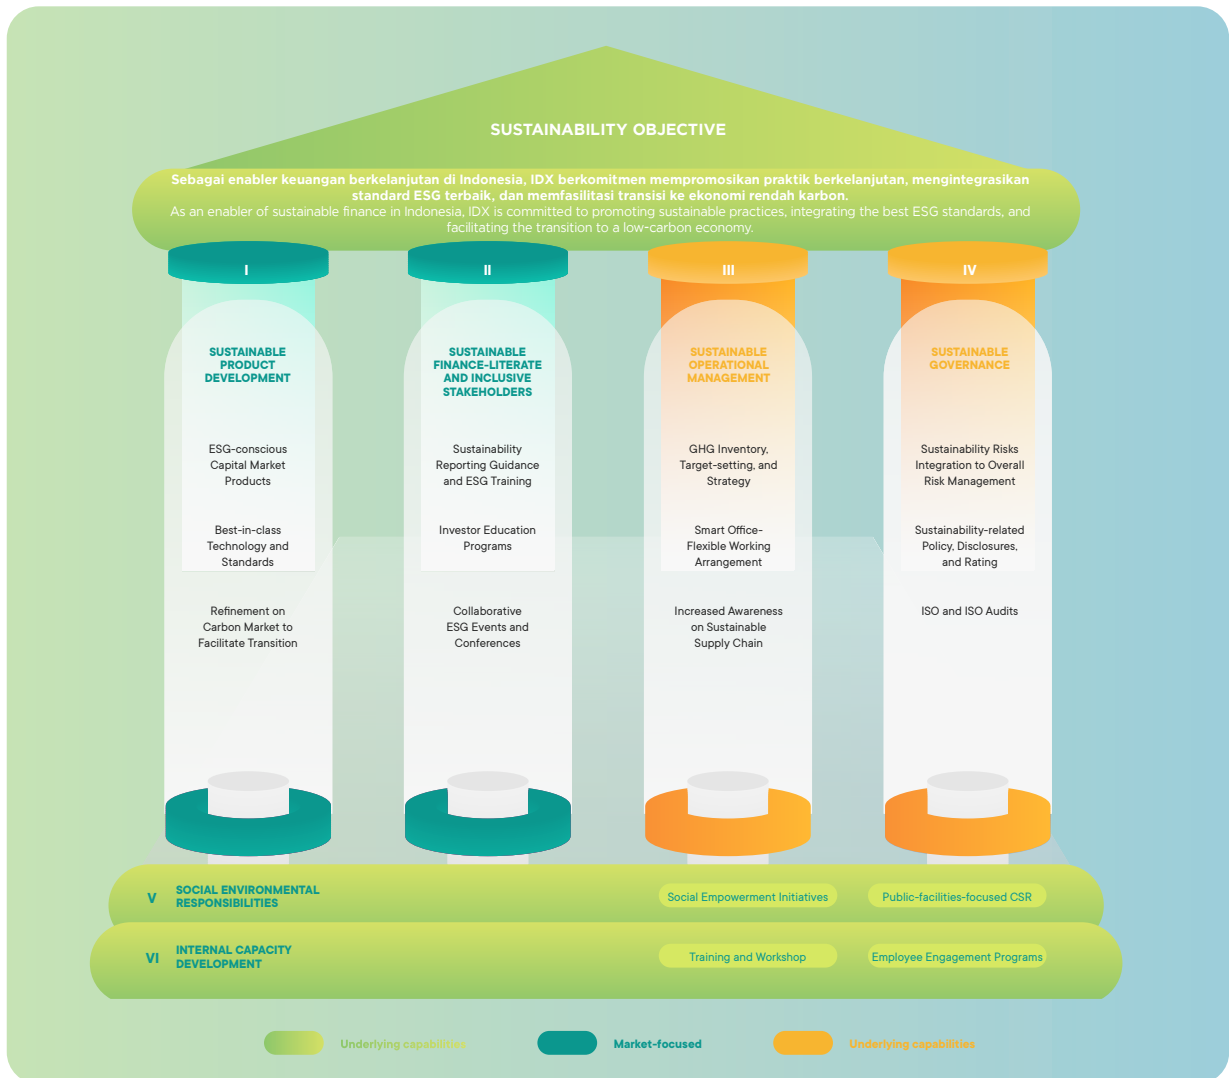 SUSTAINABILITY OBJECTIVE
Sebagai enabler keuangan berkelanjutan di Indonesia, IDX berkomitmen mempromosikan praktik berkelanjutan, mengintegrasikan
standard ESG terbaik, dan memfasilitasi transisi ke ekonomi rendah karbon.
As an enabler of sustainable finance in Indonesia, IDX is committed to promoting sustainable practices, integrating the best ESG standards, and
facilitating the transition to a low-carbon economy.
I
SUSTAINABLE
PRODUCT
DEVELOPMENT
ESG-conscious
Capital Market
Products
Best-in-class
Technology and
Standards
Refinement on
Carbon Market to
Facilitate Transition
II
SUSTAINABLE
FINANCE-LITERATE
AND INCLUSIVE
STAKEHOLDERS
Sustainability
Reporting Guidance
and ESG Training
Investor Education
Programs
Collaborative
ESG Events and
Conferences
III
SUSTAINABLE
OPERATIONAL
MANAGEMENT
GHG Inventory,
Target-setting, and
Strategy
Smart Office-
Flexible Working
Arrangement
Increased Awareness
on Sustainable
Supply Chain
IV
SUSTAINABLE
GOVERNANCE
Sustainability Risks
Integration to Overall
Risk Management
Sustainability-related
Policy, Disclosures,
and Rating
ISO and ISO Audits
V
SOCIAL ENVIRONMENTAL
RESPONSIBILITIES
Social Empowerment Initiatives
Public-facilities-focused CSR
VI
INTERNAL CAPACITY
DEVELOPMENT
Training and Workshop
Employee Engagement Programs
Underlying capabilities
Market-focused
Underlying capabilities